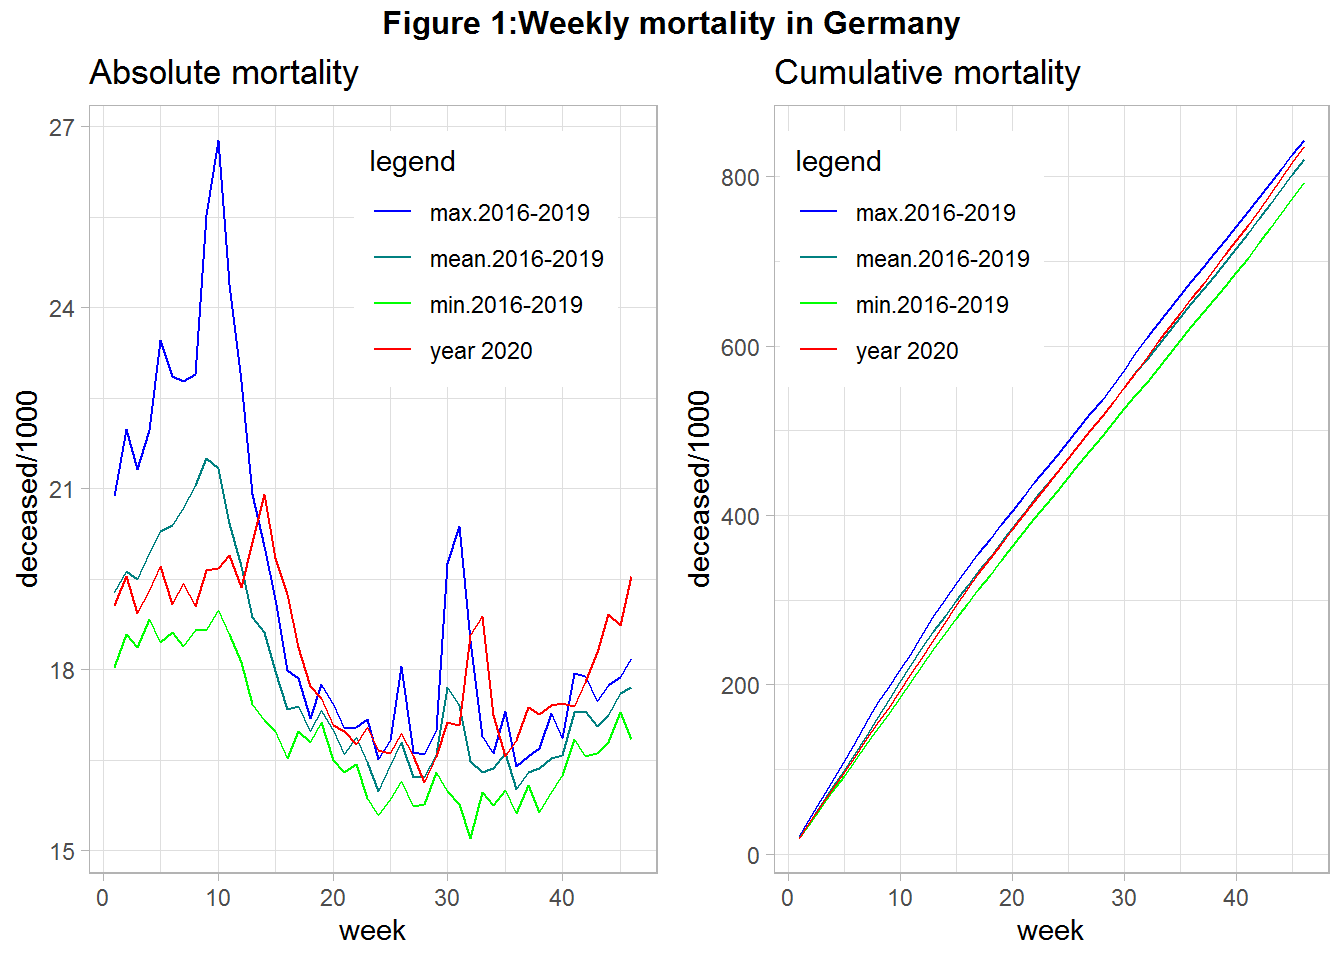 Figure 1:Weekly mortality in Germany
Absolute mortality
27
24
21
18
15
0
10
20
30
40
week
deceased/1000
legend
max.2016-2019
mean.2016-2019
min.2016-2019
year 2020
Cumulative mortality
800
600
400
200
0
0
10
20
30
40
week
deceased/1000
legend
max.2016-2019
mean.2016-2019
min.2016-2019
year 2020